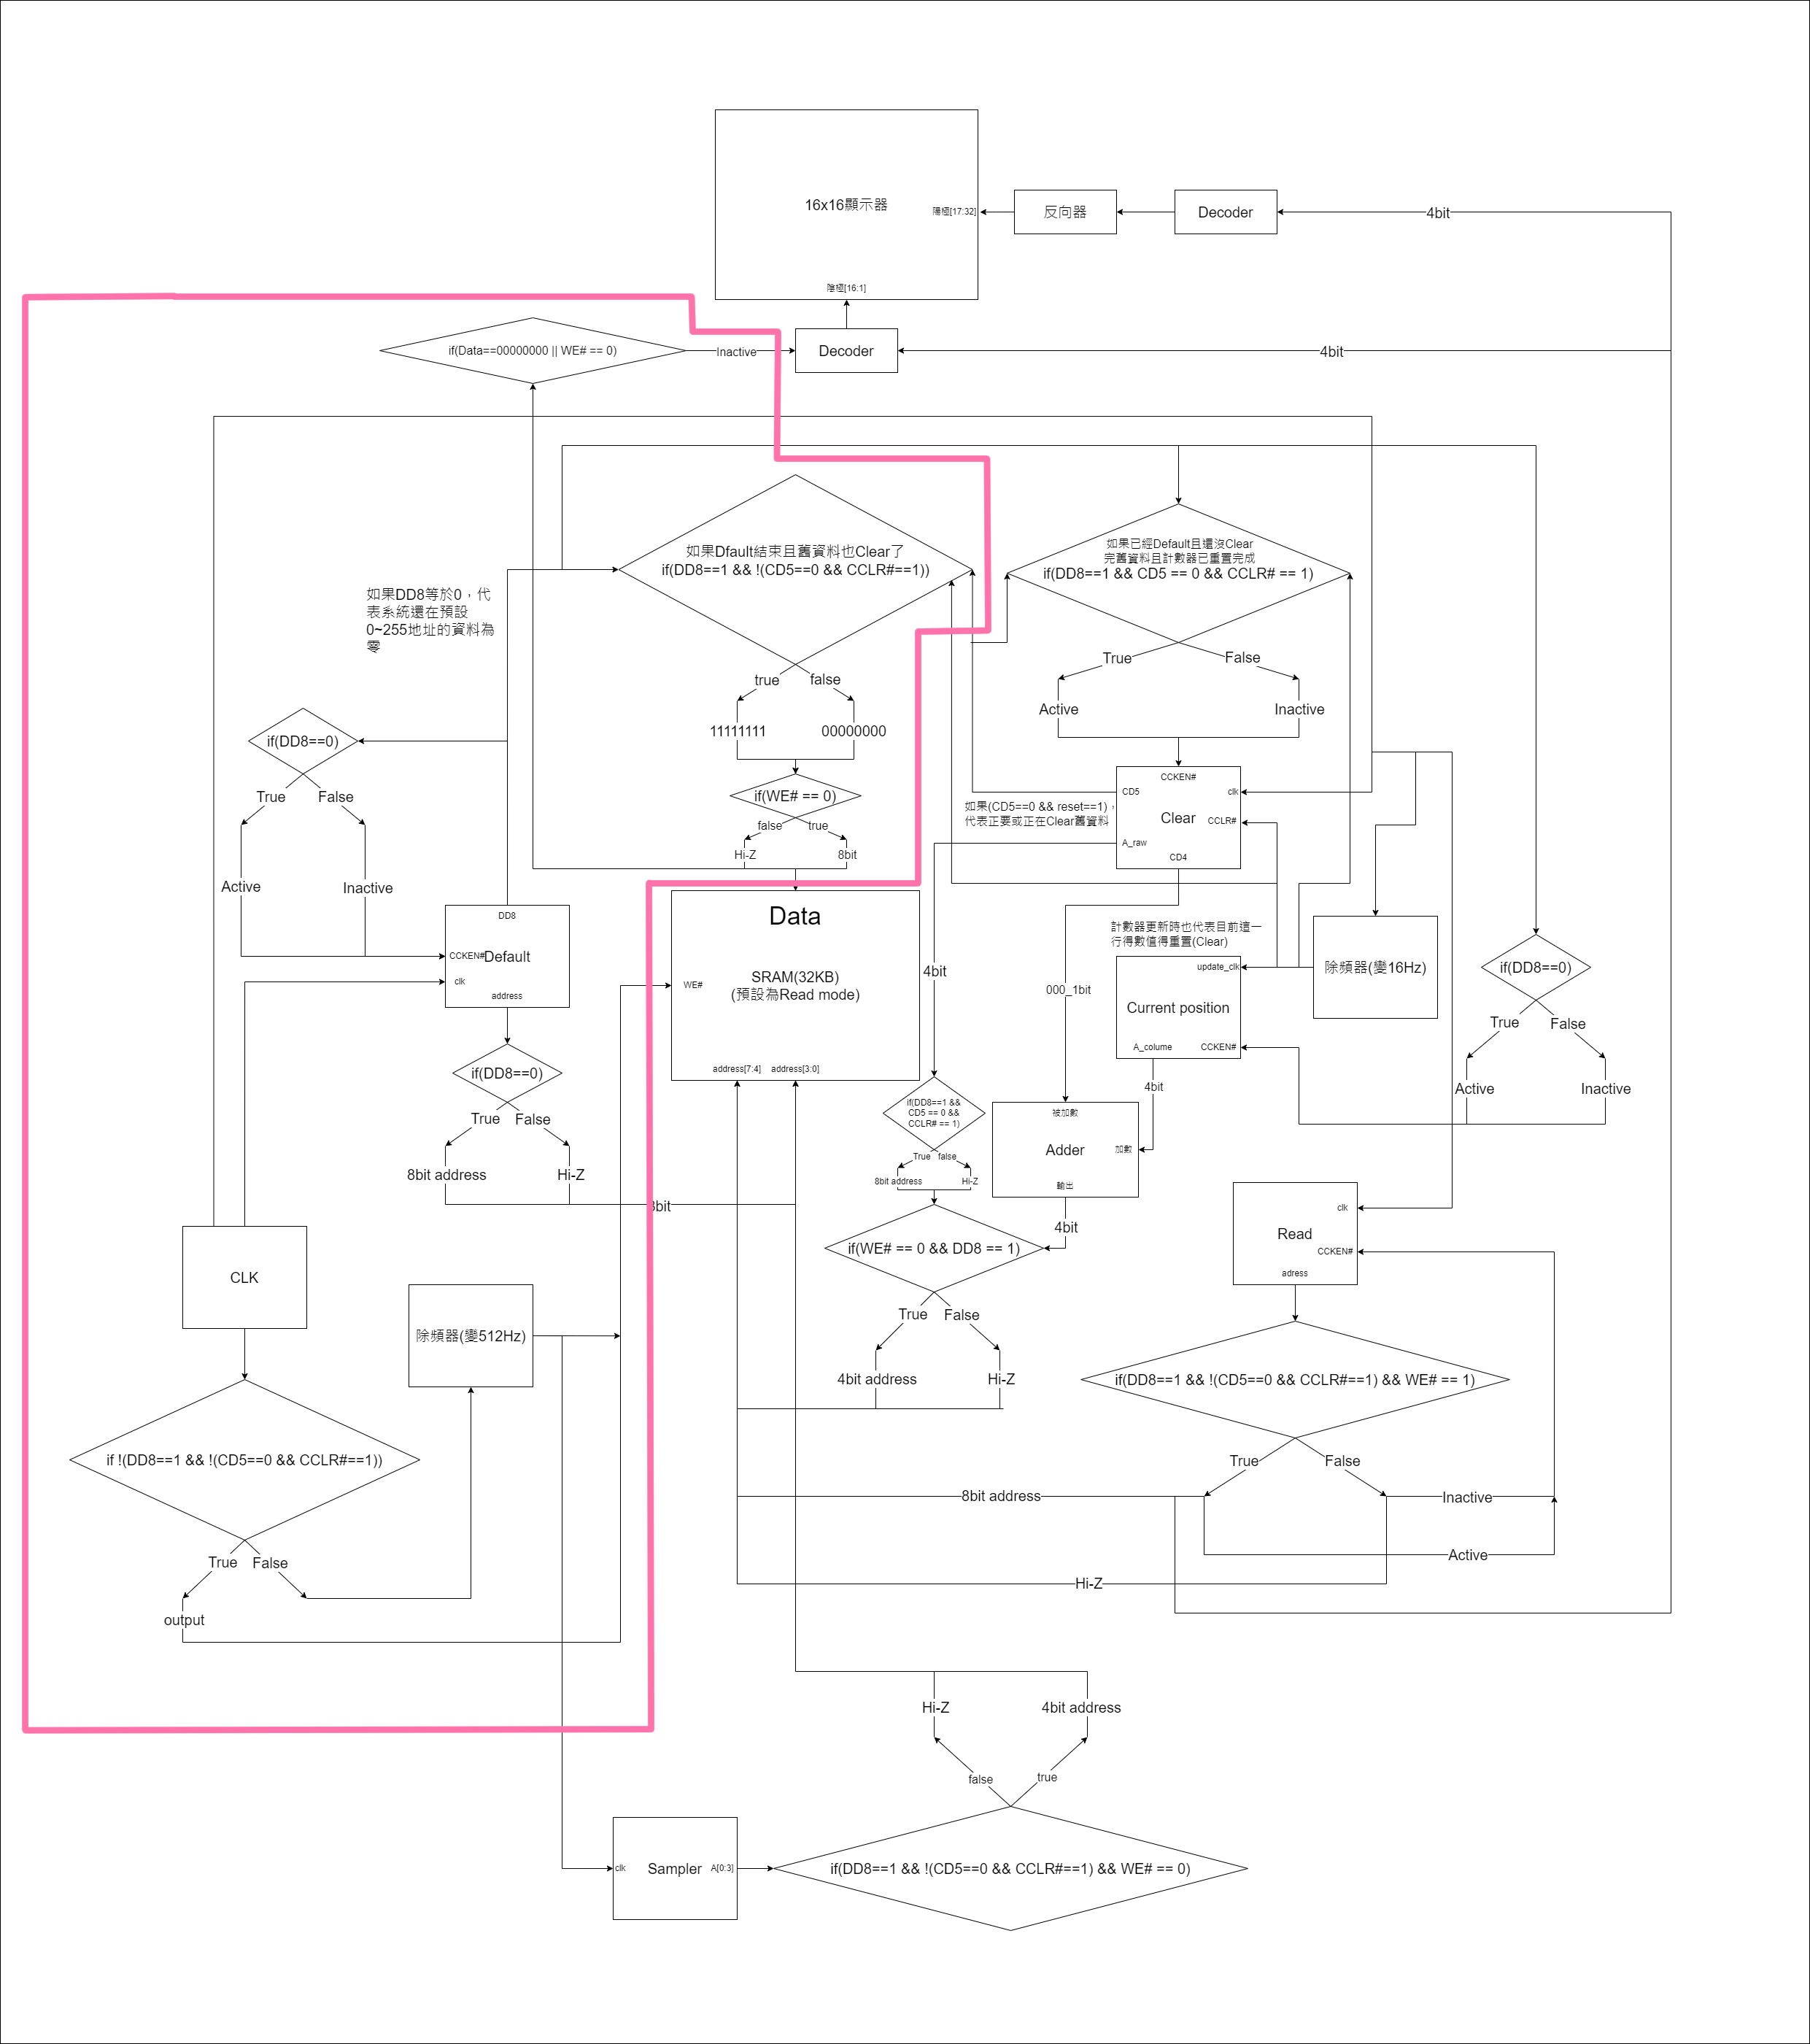 16x16顯示器
陽極[17:32]
反向器
Decoder
4bit
陰極[16:1]
if(Data==00000000 || WE# == 0)
Inactive
Decoder
4bit
如果Dfault結束且舊資料也Clear了
if(DD8==1 && !(CD5==0 && CCLR#==1))
如果已經Default且還沒Clear
完舊資料且計數器已重置完成
if(DD8==1 && CD5 == 0 && CCLR# == 1)
如果DD8等於0，代
表系統還在預設
0~255地址的資料為
零
true
false
True
False
11111111
00000000
Active
Inactive
if(DD8==0)
True
False
if(WE# == 0)
false
true
Hi-Z
8bit
CCKEN#
CD5
clk
Clear
CCLR#
A_raw
CD4
如果(CD5==0 && reset==1)，
代表正要或正在Clear舊資料
Active
Inactive
DD8
CCKEN#
Default
clk
address
Data
SRAM(32KB)
(預設為Read mode)
WE#
address[7:4]
address[3:0]
4bit
000_1bit
計數器更新時也代表目前這一
行得數值得重置(Clear)
update_clk
Current position
A_colume
CCKEN#
除頻器(變16Hz)
if(DD8==0)
True
False
Active
Inactive
4bit
if(DD8==0)
True
False
8bit address
Hi-Z
8bit
if(DD8==1 &&
CD5 == 0 &&
CCLR# == 1)
True
false
8bit address
Hi-Z
被加數
Adder
加數
輸出
4bit
if(WE# == 0 && DD8 == 1)
True
False
4bit address
Hi-Z
clk
Read
CCKEN#
adress
CLK
除頻器(變512Hz)
if(DD8==1 && !(CD5==0 && CCLR#==1) && WE# == 1)
True
False
8bit address
Inactive
Active
Hi-Z
if !(DD8==1 && !(CD5==0 && CCLR#==1))
True
False
output
Hi-Z
4bit address
false
true
clk
Sampler
A[0:3]
if(DD8==1 && !(CD5==0 && CCLR#==1) && WE# == 0)